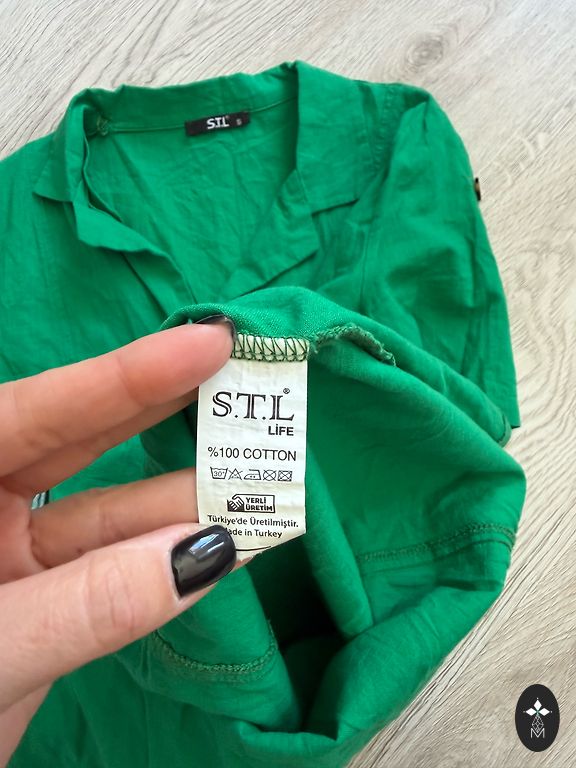 S.T.L S
S.T.L®
LİFE
%100 COTTON
30°
YERLİ
ÜRETİM
Türkiye'de Üretilmiştir.
ade in Turkey
M